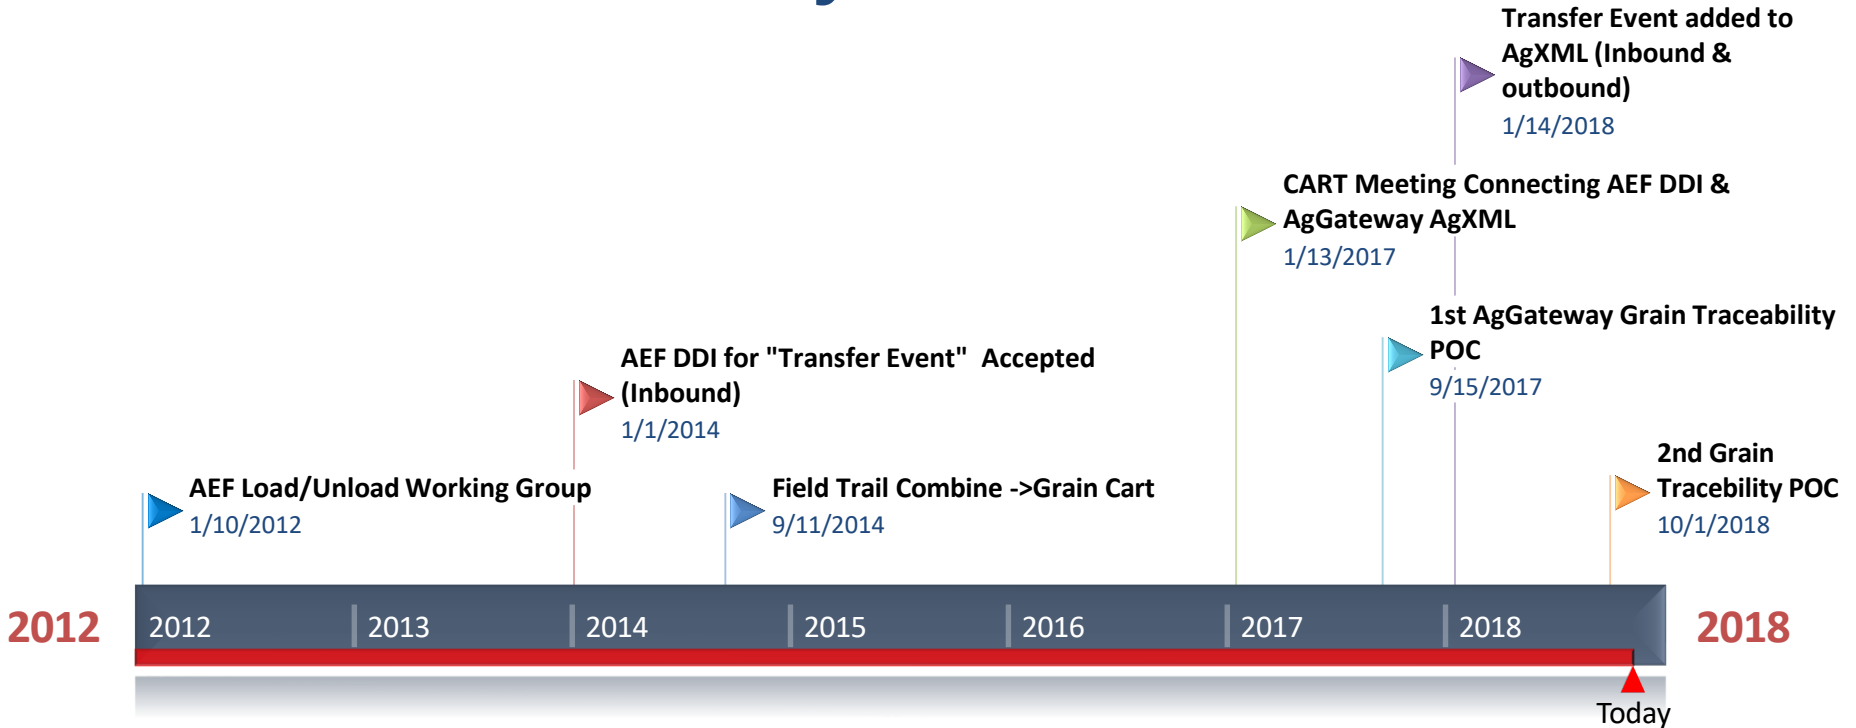 Transfer Event added to
AgXML (Inbound &
outbound)
1/14/2018
CART Meeting Connecting AEF DDI &
AgGateway AgXML
1/13/2017
1st AgGateway Grain Traceability
POC
9/15/2017
AEF DDI for "Transfer Event"  Accepted
(Inbound)
1/1/2014
2nd Grain
Tracebility POC
10/1/2018
AEF Load/Unload Working Group
1/10/2012
Field Trail Combine ->Grain Cart
9/11/2014
2012
2012
2013
2014
2015
2016
2017
2018
2018
Today